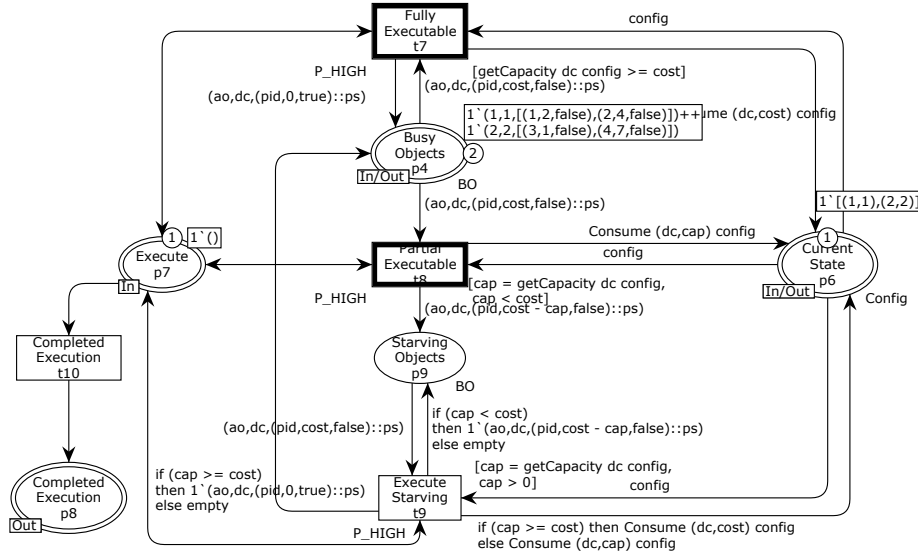 Fully
Executable
t7
config
P_HIGH
[getCapacity dc config >= cost]
(ao,dc,(pid,cost,false)::ps)
(ao,dc,(pid,0,true)::ps)
1`(1,1,[(1,2,false),(2,4,false)])++
ume (dc,cost) config
1`(2,2,[(3,1,false),(4,7,false)])
Busy
Objects
p4
2
In/Out
BO
(ao,dc,(pid,cost,false)::ps)
1`[(1,1),(2,2)]
1
1`()
Execute
p7
In
Partial
Executable
t8
Consume (dc,cap) config
config
1
Current
State
p6
In/Out
Config
P_HIGH
[cap = getCapacity dc config,
cap < cost]
(ao,dc,(pid,cost - cap,false)::ps)
Completed
Execution
t10
Starving
Objects
p9
BO
(ao,dc,(pid,cost,false)::ps)
if (cap < cost)
then 1`(ao,dc,(pid,cost - cap,false)::ps)
else empty
if (cap >= cost)
then 1`(ao,dc,(pid,0,true)::ps)
else empty
[cap = getCapacity dc config,
cap > 0]
config
Completed
Execution
p8
Out
Execute
Starving
t9
P_HIGH
if (cap >= cost) then Consume (dc,cost) config
else Consume (dc,cap) config